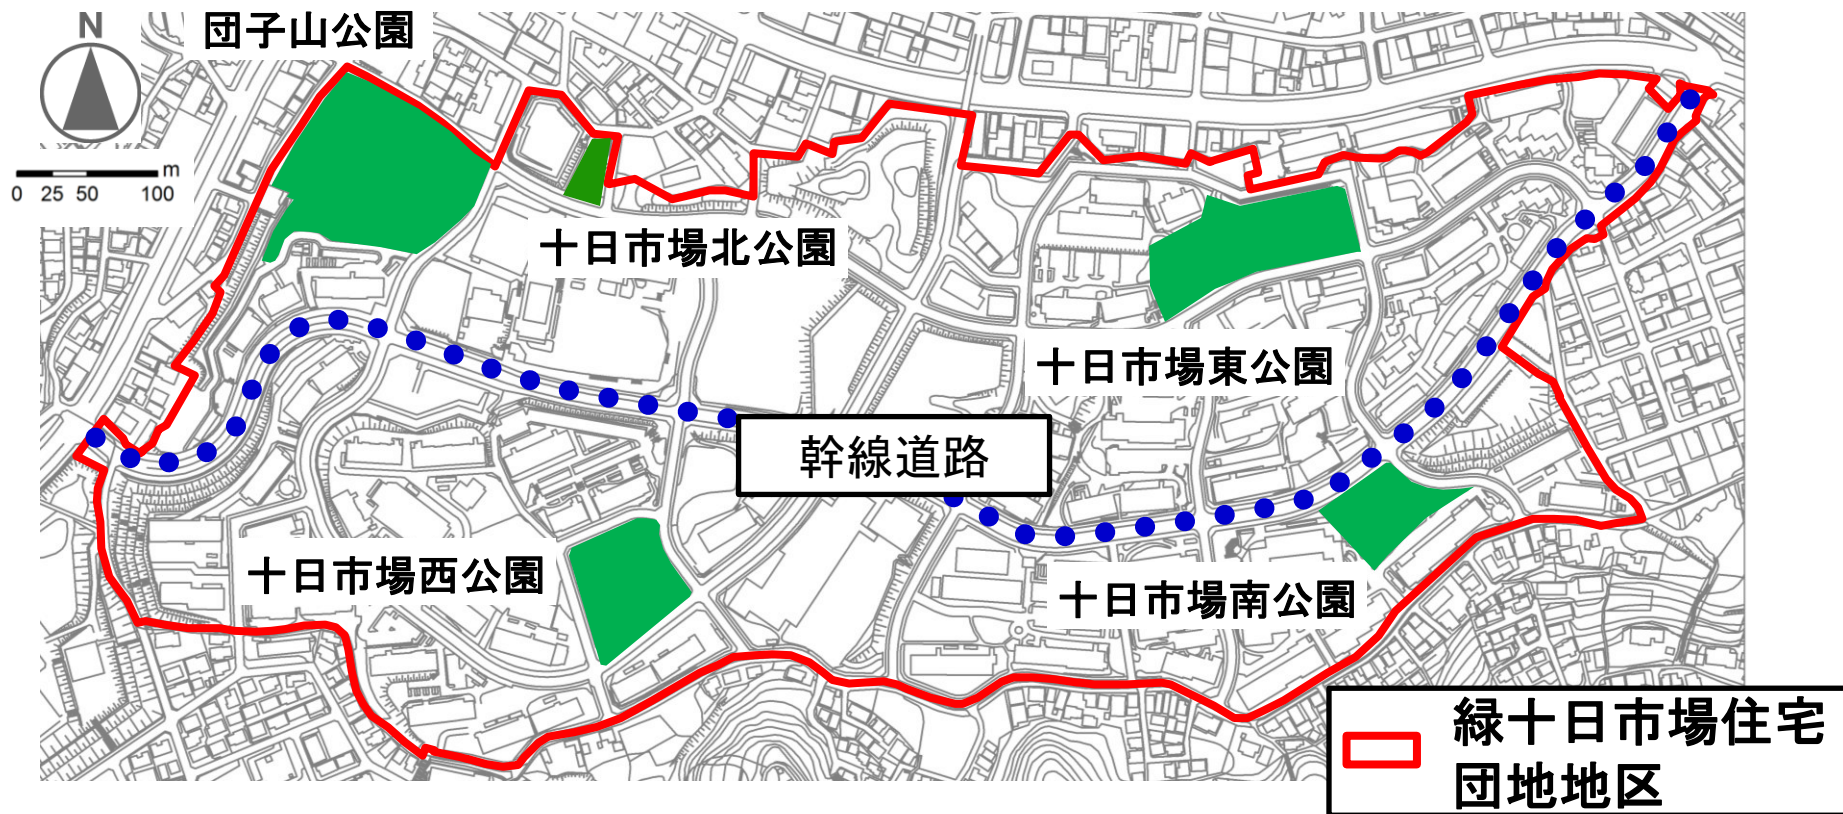 団子山公園
N
m
0 25 50 100
十日市場北公園
十日市場東公園
幹線道路
十日市場西公園
十日市場南公園
緑十日市場住宅
団地地区